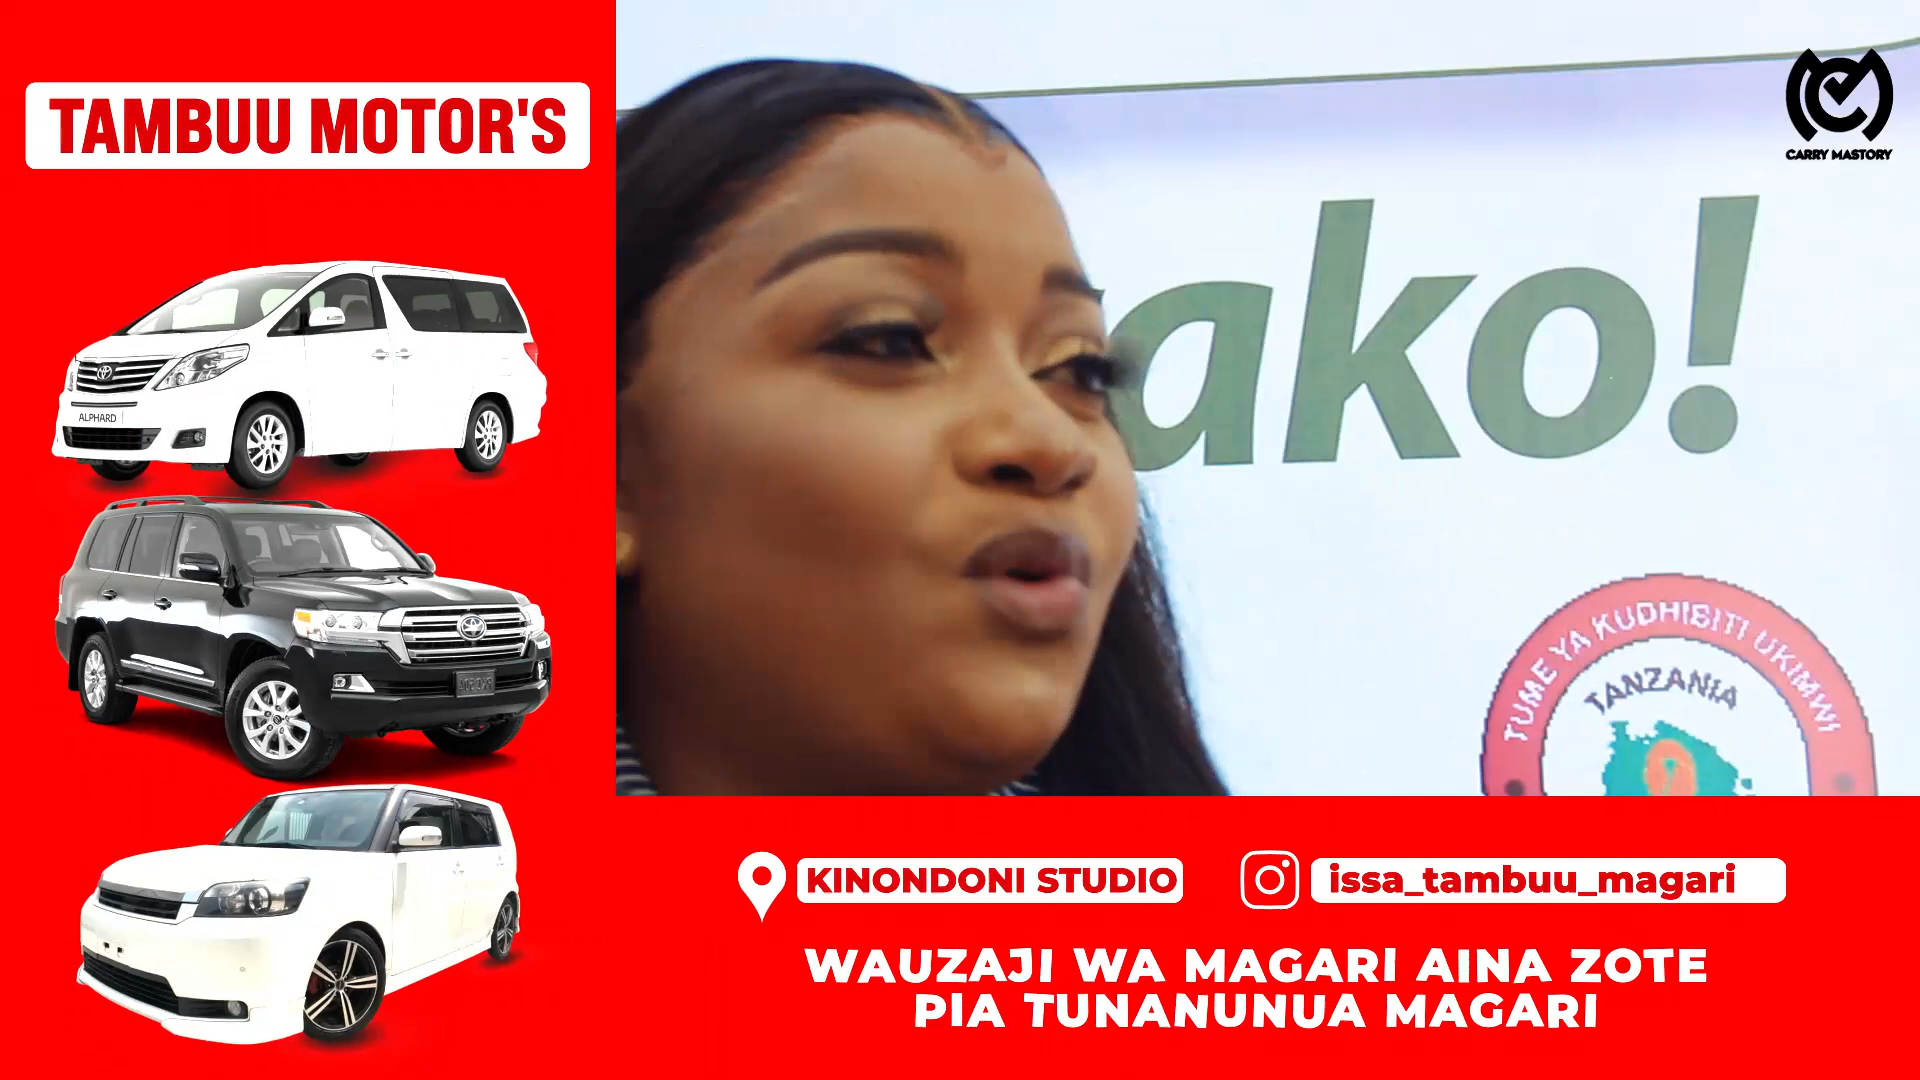 TAMBUU MOTOR'S
CARRY MASTORY
ako!
ALPHARD
TUME YA KUDHIBITI UKIMWI
TANZANIA
KINONDONI STUDIO
issa_tambuu_magari
WAUZAJI WA MAGARI AINA ZOTE
PIA TUNANUNUA MAGARI